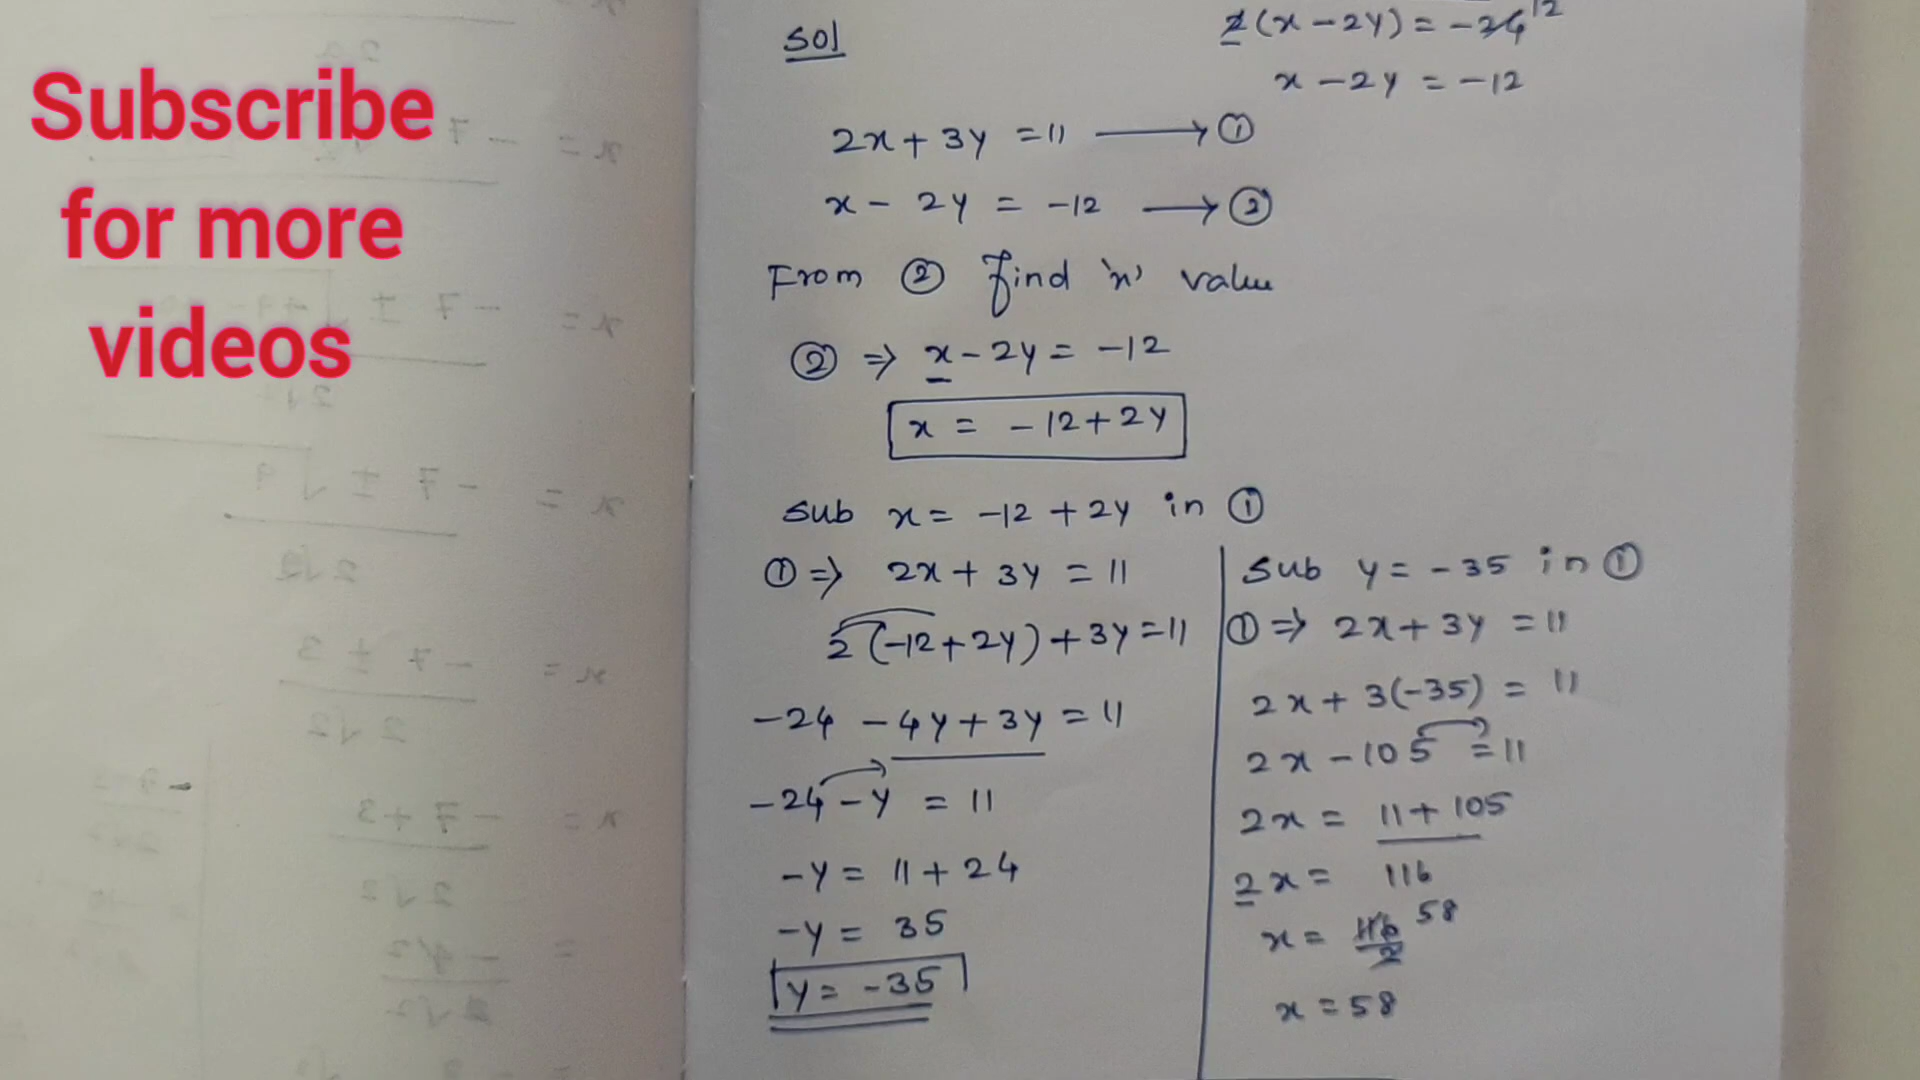 Subscribe
for more
videos
Sol
2(x-2y) = -24 12
x-2y = -12
2x+3y = 11 ⟶ ①
x- 2y = -12 ⟶ ②
From ② find 'x' value
② ⇒ x-2y = -12
x = -12+2y
Sub x = -12+2y in ①
① ⇒ 2x+3y = 11
2(-12+2y)+3y=11
-24 -4y+3y = 11
-24-y = 11
-y = 11+24
-y = 35
y = -35
Sub y = -35 in ①
① ⇒ 2x+3y = 11
2x+3(-35) = 11
2x-105 = 11
2x = 11+105
2x = 116
x = 116/2 58
x = 58